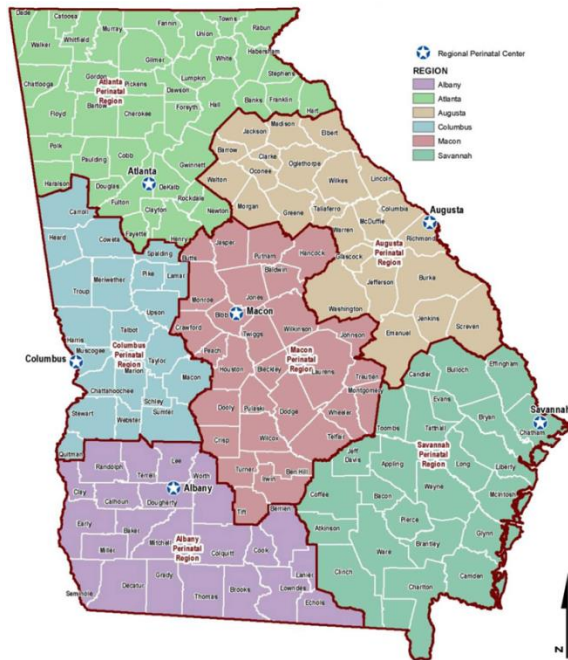 Regional Perinatal Center
REGION
Albany
Atlanta
Augusta
Columbus
Macon
Savannah
Dade
Catoosa
Fannin
Towns
Rabun
Walker
Whitfield
Murray
Union
Gilmer
White
Habersham
Stephens
Chattooga
Gordon
Pickens
Lumpkin
Dawson
Atlanta
Perinatal
Region
Floyd
Bartow
Cherokee
Forsyth
Hall
Banks
Franklin
Hart
Polk
Paulding
Cobb
Gwinnett
Haralson
Douglas
Atlanta
DeKalb
Fulton
Rockdale
Clayton
Newton
Fayette
Henry
Jackson
Madison
Elbert
Barrow
Clarke
Oglethorpe
Oconee
Walton
Wilkes
Lincoln
Morgan
Greene
Taliaferro
Columbia
McDuffie
Warren
Augusta
Richmond
Augusta
Perinatal
Region
Glascock
Jefferson
Burke
Washington
Jenkins
Emanuel
Screven
Carroll
Heard
Coweta
Spalding
Meriwether
Pike
Lamar
Troup
Upson
Harris
Talbot
Muscogee
Columbus
Columbus
Perinatal
Region
Marion
Taylor
Macon
Chattahoochee
Schley
Stewart
Webster
Sumter
Quitman
Butts
Jasper
Putnam
Hancock
Baldwin
Monroe
Jones
Bibb
Macon
Crawford
Twiggs
Wilkinson
Johnson
Peach
Macon
Perinatal
Region
Houston
Bleckley
Laurens
Treutlen
Montgomery
Dooly
Pulaski
Dodge
Wheeler
Crisp
Wilcox
Telfair
Turner
Ben Hill
Irwin
Tift
Candler
Bulloch
Effingham
Evans
Bryan
Savannah
Chatham
Toombs
Tattnall
Savannah
Perinatal
Region
Jeff
Davis
Appling
Long
Liberty
Wayne
McIntosh
Coffee
Bacon
Pierce
Atkinson
Ware
Brantley
Glynn
Clinch
Charlton
Camden
Randolph
Terrell
Lee
Worth
Clay
Calhoun
Dougherty
Albany
Berrien
Early
Baker
Mitchell
Albany
Perinatal
Region
Colquitt
Cook
Miller
Lanier
Seminole
Decatur
Grady
Thomas
Brooks
Lowndes
Echols
N